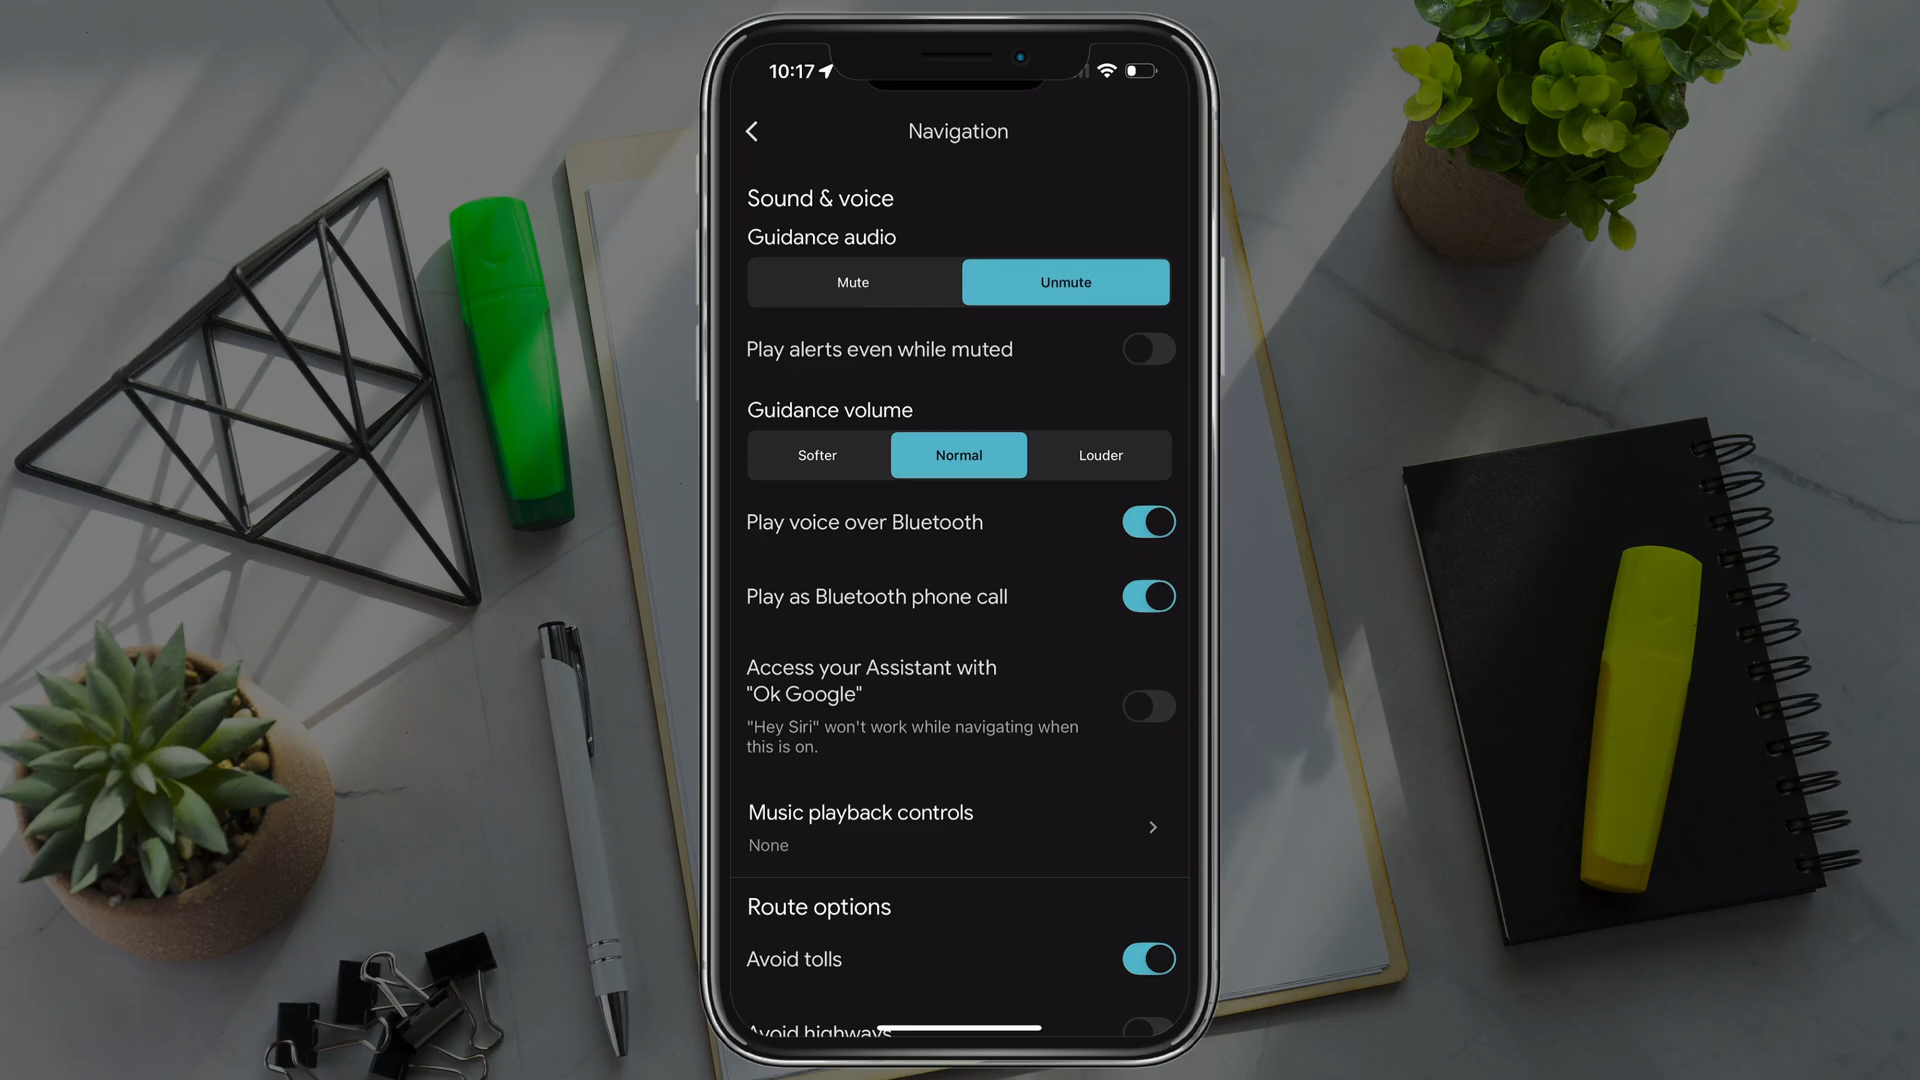 10:17
Navigation
Sound & voice
Guidance audio
Mute
Unmute
Play alerts even while muted
Guidance volume
Softer
Normal
Louder
Play voice over Bluetooth
Play as Bluetooth phone call
Access your Assistant with
"Ok Google"
"Hey Siri" won't work while navigating when
this is on.
Music playback controls
None
Route options
Avoid tolls
Avoid highways